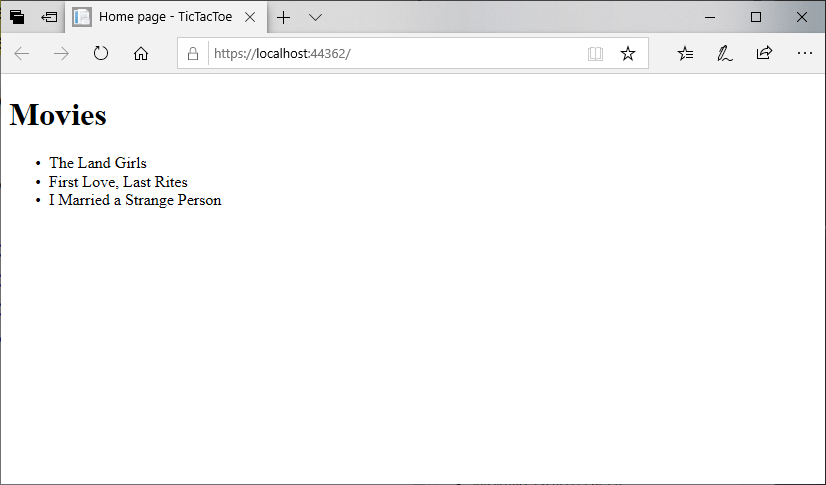 Home page - TicTacToe
https://localhost:44362/
Movies
• The Land Girls
• First Love, Last Rites
• I Married a Strange Person